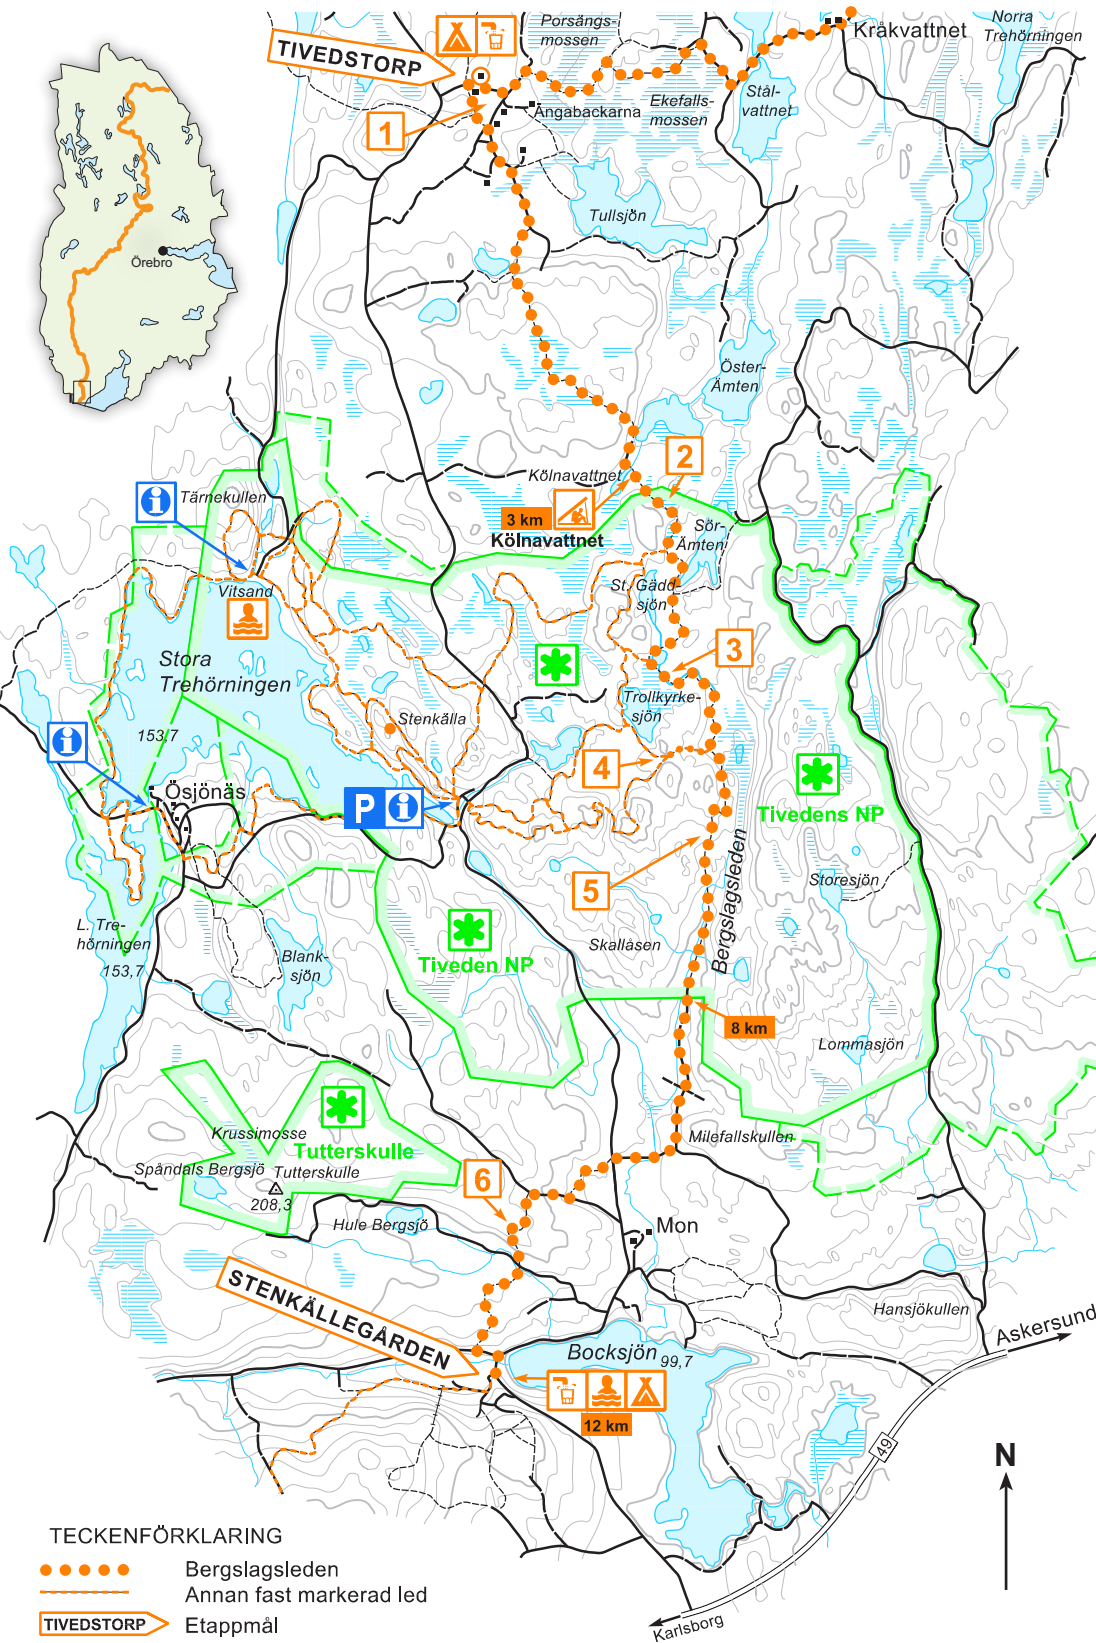 Porsängs-
mossen
Kråkvattnet
Norra
Trehörningen
TIVEDSTORP
Stål-
vattnet
Ekefalls-
mossen
Ängabackarna
1
Tullsjön
Örebro
Öster-
Ämten
2
Kölnavattnet
3 km
Kölnavattnet
Tärnekullen
Sör-
Ämten
Vitsand
St. Gädd-
sjön
3
Stora
Trehörningen
Trollkyrke-
sjön
Stenkälla
153,7
4
Ösjönäs
P
Tivedens NP
Bergslagsleden
5
Storesjön
L. Tre-
hörningen
153,7
Blank-
sjön
Tiveden NP
Skallåsen
8 km
Lommasjön
Krussimosse
Tutterskulle
Milefallskullen
Spåndals Bergsjö
Tutterskulle
208,3
6
Hule Bergsjö
Mon
STENKÄLLEGÅRDEN
Hansjökullen
Askersund
Bocksjön 99,7
12 km
49
N
Karlsborg
TECKENFÖRKLARING
Bergslagsleden
Annan fast markerad led
TIVEDSTORP
Etappmål